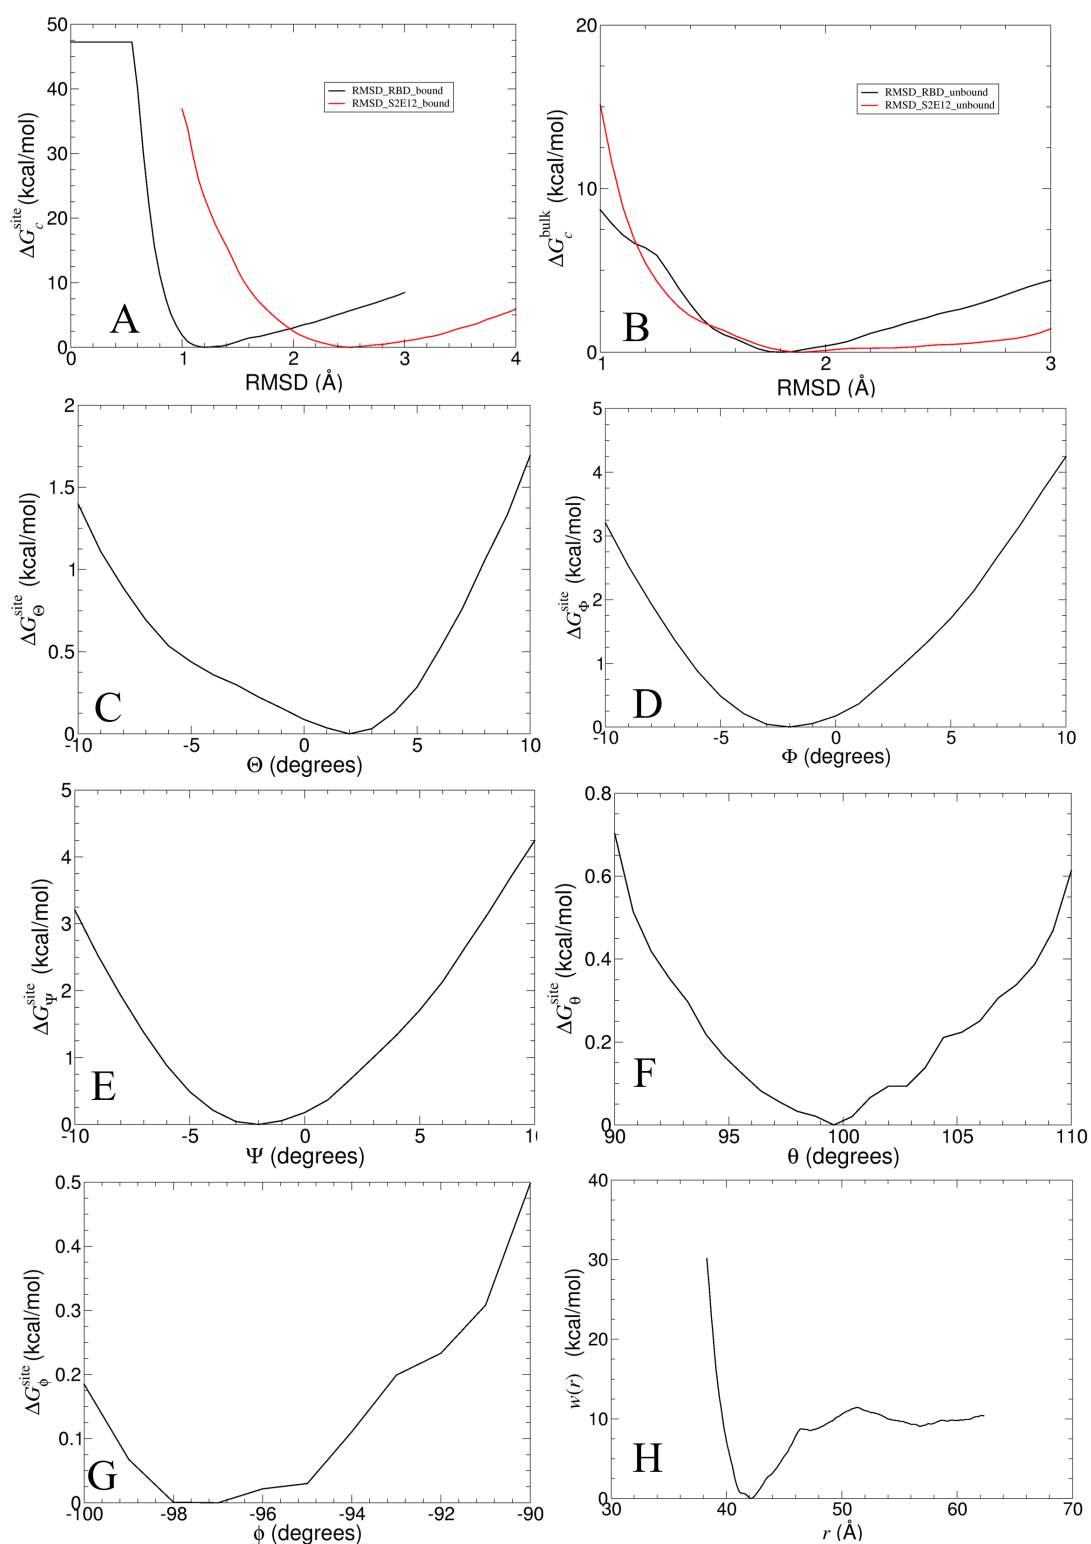 50
40
30
20
10
0
0
1
2
3
4
ΔG_c^site (kcal/mol)
RMSD (Å)
RMSD_RBD_bound
RMSD_S2E12_bound
A
20
10
0
1
2
3
ΔG_c^bulk (kcal/mol)
RMSD (Å)
RMSD_RBD_unbound
RMSD_S2E12_unbound
B
2
1.5
1
0.5
0
-10
-5
0
5
10
ΔG_Θ^site (kcal/mol)
Θ (degrees)
C
5
4
3
2
1
0
-10
-5
0
5
10
ΔG_Φ^site (kcal/mol)
Φ (degrees)
D
5
4
3
2
1
0
-10
-5
0
5
10
ΔG_Ψ^site (kcal/mol)
Ψ (degrees)
E
0.8
0.6
0.4
0.2
0
90
95
100
105
110
ΔG_θ^site (kcal/mol)
θ (degrees)
F
0.5
0.4
0.3
0.2
0.1
0
-100
-98
-96
-94
-92
-90
ΔG_ϕ^site (kcal/mol)
ϕ (degrees)
G
40
30
20
10
0
30
40
50
60
70
w(r) (kcal/mol)
r (Å)
H